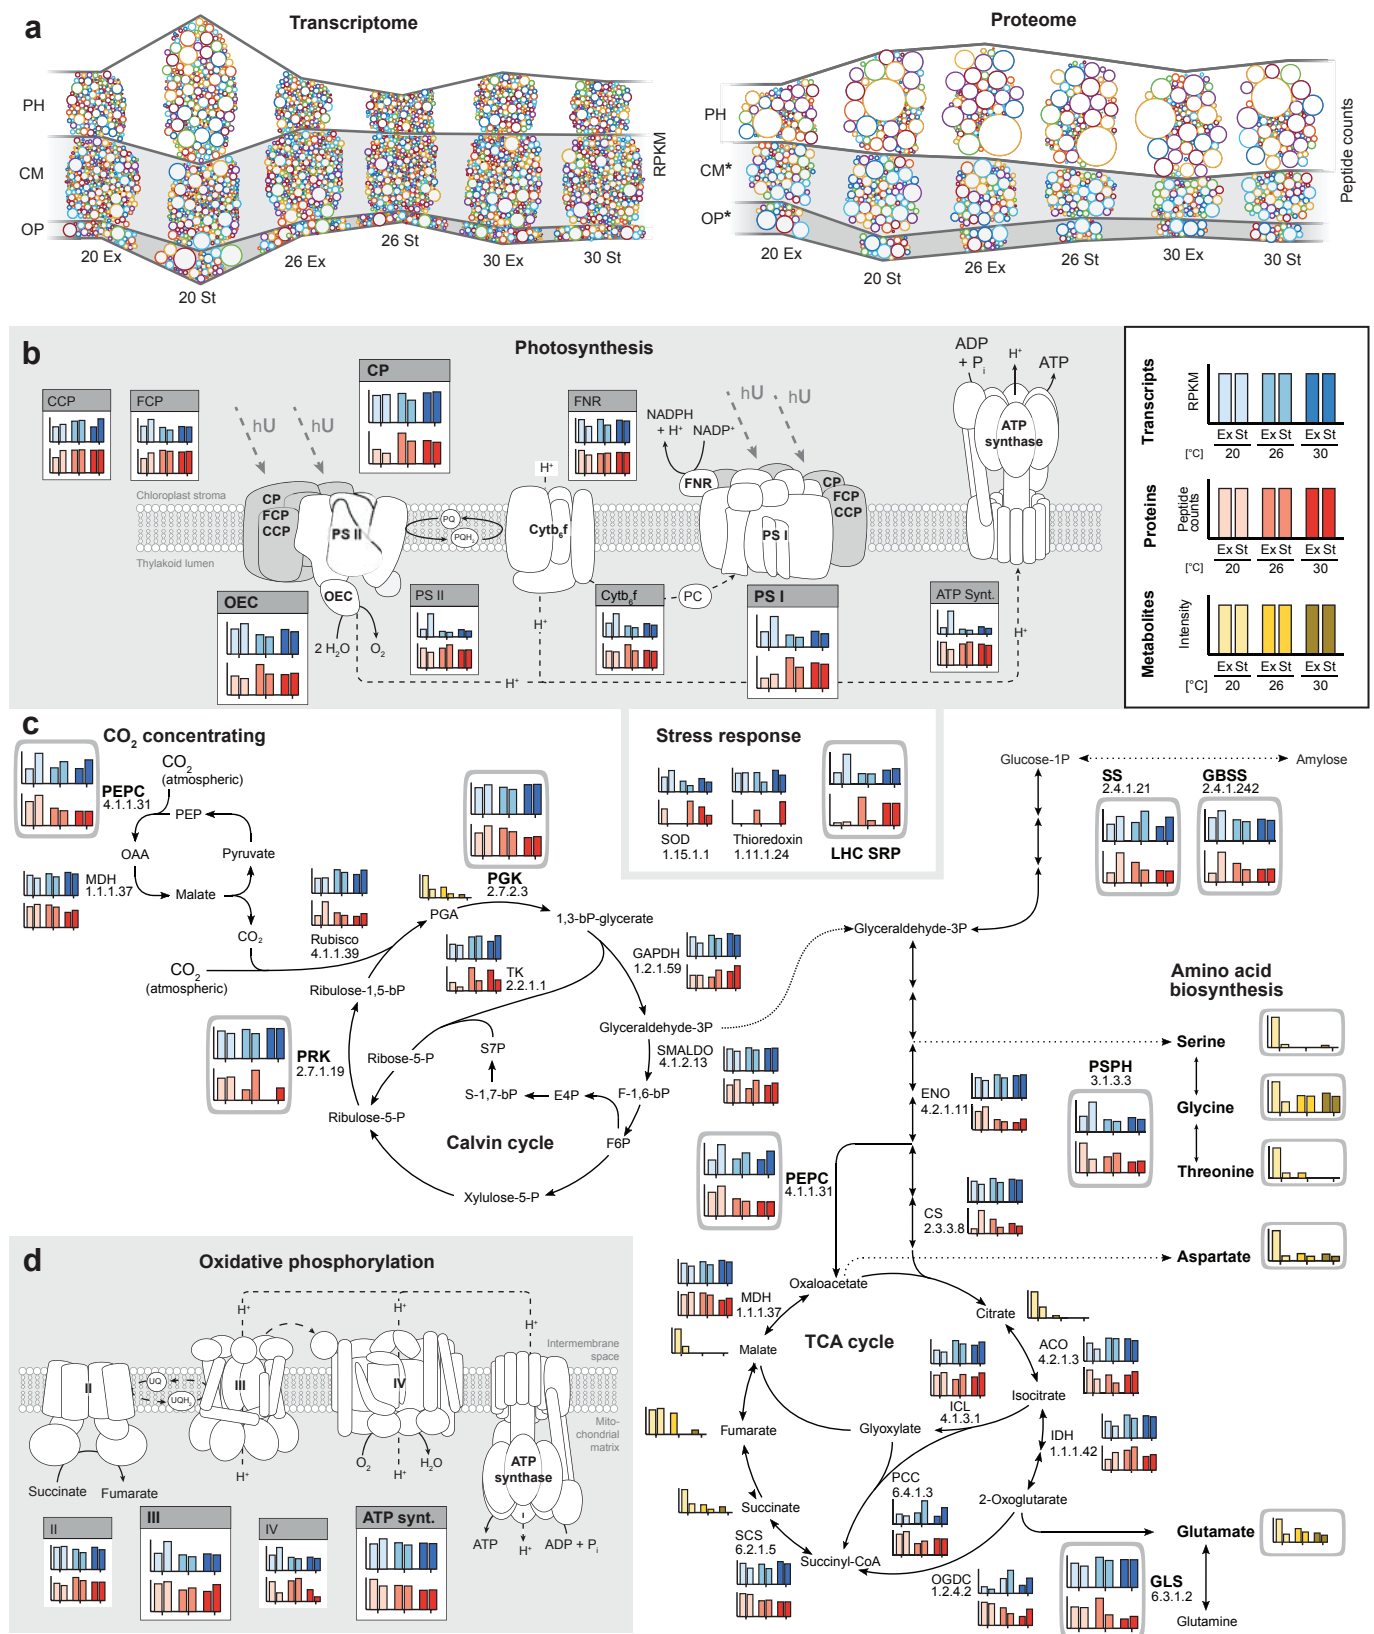 a
Transcriptome
Proteome
PH
CM
OP
RPKM
20 Ex
20 St
26 Ex
26 St
30 Ex
30 St
PH
CM*
OP*
Peptide counts
20 Ex
20 St
26 Ex
26 St
30 Ex
30 St
b
Photosynthesis
CCP
FCP
CP
FNR
hU
hU
hU
hU
NADPH
+ H⁺
NADP⁺
FNR
ADP
+ Pi
H⁺
ATP
ATP
synthase
Chloroplast stroma
Thylakoid lumen
CP
FCP
CCP
PS II
OEC
PQ
PQH₂
H⁺
Cytb₆f
PS I
CP
FCP
CCP
PC
OEC
2 H₂O
O₂
PS II
H⁺
Cytb₆f
PS I
ATP Synt.
H⁺
H⁺
Transcripts
RPKM
Ex St Ex St Ex St
[°C] 20 26 30
Proteins
Peptide
counts
Ex St Ex St Ex St
[°C] 20 26 30
Metabolites
Intensity
Ex St Ex St Ex St
[°C] 20 26 30
c
CO₂ concentrating
PEPC
4.1.1.31
CO₂
(atmospheric)
PEP
OAA
Pyruvate
MDH
1.1.1.37
Malate
CO₂
CO₂
(atmospheric)
Rubisco
4.1.1.39
PGK
2.7.2.3
PGA
1,3-bP-glycerate
TK
2.2.1.1
GAPDH
1.2.1.59
Ribulose-1,5-bP
Glyceraldehyde-3P
PRK
2.7.1.19
Ribose-5-P
S7P
SMALDO
4.1.2.13
S-1,7-bP
E4P
F-1,6-bP
Ribulose-5-P
Calvin cycle
F6P
Xylulose-5-P
Stress response
SOD
1.15.1.1
Thioredoxin
1.11.1.24
LHC SRP
Glucose-1P
Amylose
SS
2.4.1.21
GBSS
2.4.1.242
Glyceraldehyde-3P
Amino acid
biosynthesis
Serine
PSPH
3.1.3.3
Glycine
Threonine
Aspartate
ENO
4.2.1.11
PEPC
4.1.1.31
CS
2.3.3.8
Oxaloacetate
MDH
1.1.1.37
Citrate
TCA cycle
Malate
ACO
4.2.1.3
Isocitrate
ICL
4.1.3.1
Fumarate
Glyoxylate
IDH
1.1.1.42
PCC
6.4.1.3
2-Oxoglutarate
Succinate
SCS
6.2.1.5
Succinyl-CoA
OGDC
1.2.4.2
Glutamate
GLS
6.3.1.2
Glutamine
d
Oxidative phosphorylation
H⁺
H⁺
H⁺
Intermembrane
space
II
UQ
UQH₂
III
IV
Mito-
chondrial
matrix
O₂
H₂O
H⁺
H⁺
ATP
synthase
Succinate
Fumarate
II
III
IV
ATP synt.
ATP
H⁺
ADP + Pi